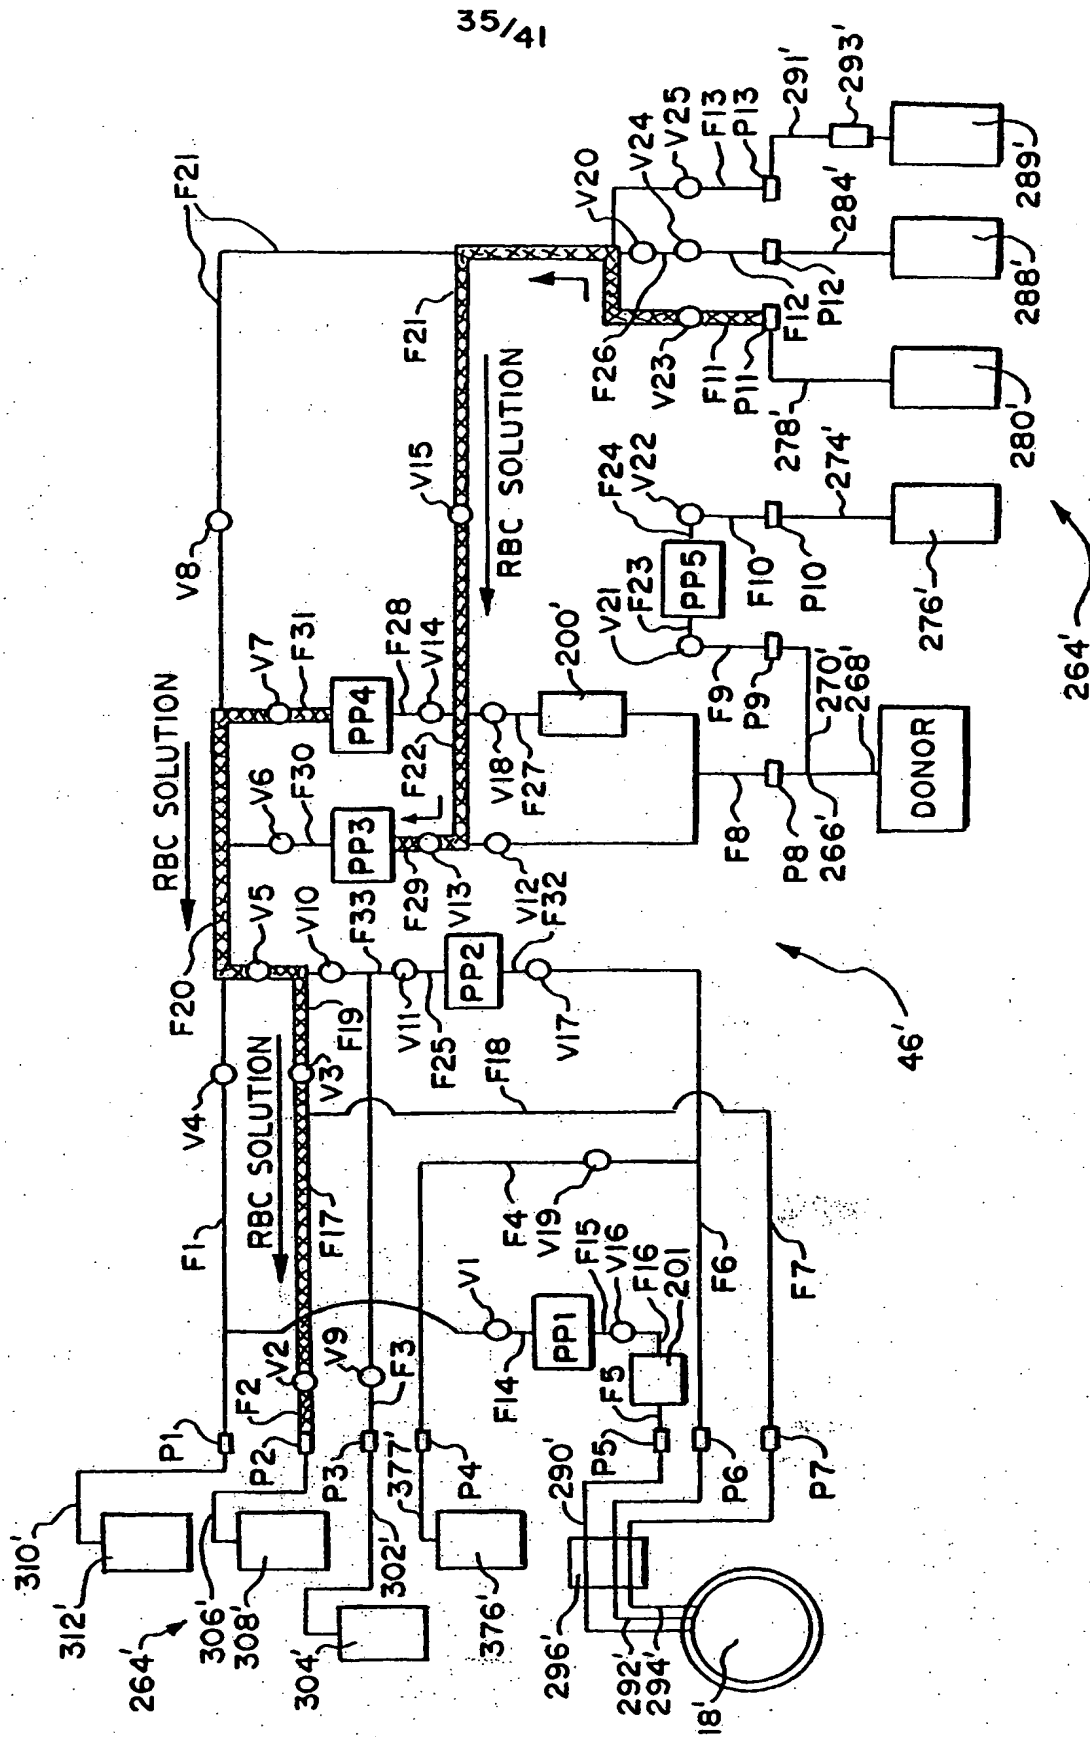 35/41
F21
V8
RBC SOLUTION
V7
F31
PP4
F28
V14
F21
V15
RBC SOLUTION
V6
F30
PP3
F29
V13
F22
V12
F32
V18
F27
200'
F20
V5
V10
F33
V11
F25
PP2
V17
F19
V3
F18
V4
F1
RBC SOLUTION
F17
V2
F2
P1
P2
V9
F3
P3
377'
P4
F4
V19
V1
F14
PP1
F15
V16
F16
201
F5
P5
290'
P6
F6
P7
F7
310'
312'
264'
306'
308'
304'
302'
376'
296'
292'
294'
18'
46'
V20
V24
V25
F13
P13
291'
293'
F26
V23
F11
P11
F12
P12
284'
278'
280'
288'
289'
F24
V22
F23
V21
PP5
F10
P10
274'
276'
F9
P9
270'
268'
F8
P8
266'
DONOR
264'